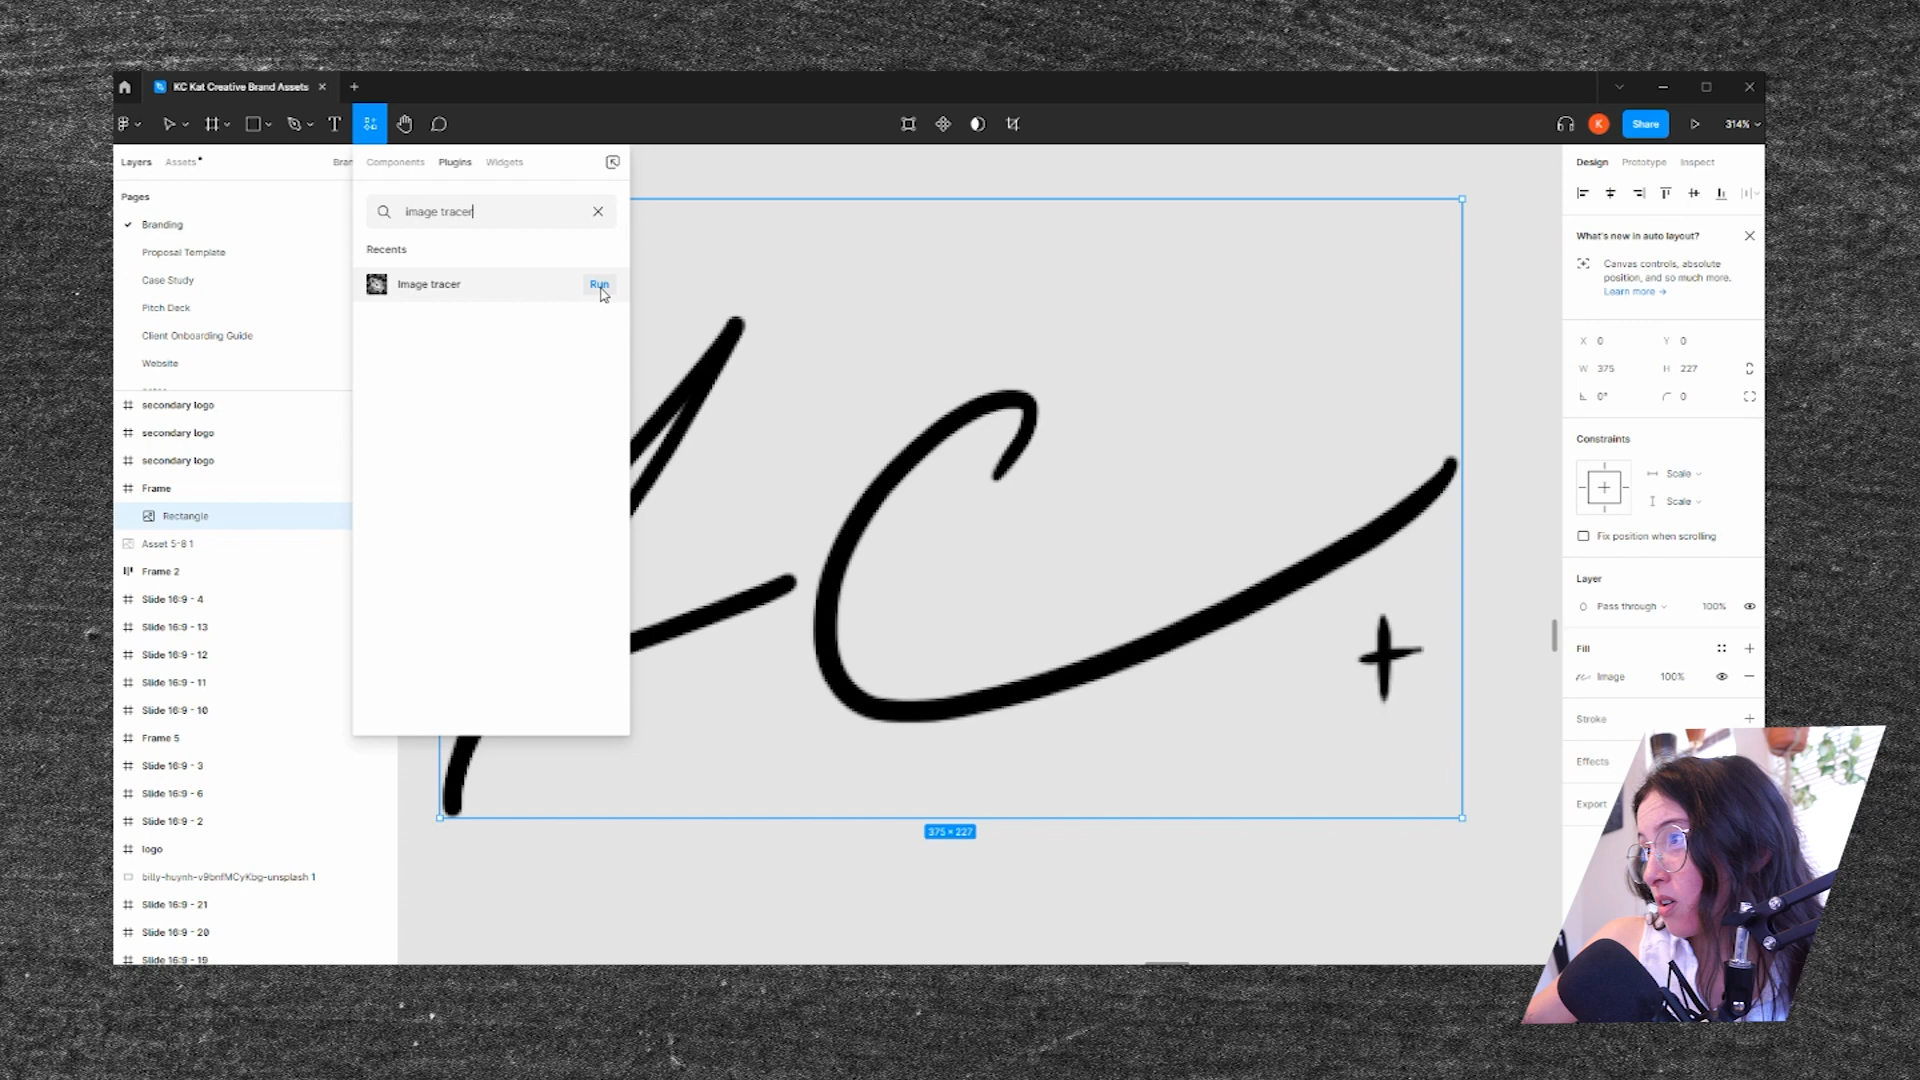 KC Kat Creative Brand Assets
Share
314%
Layers
Assets
Bran
Components
Plugins
Widgets
Design
Prototype
Inspect
Pages
image tracer
Branding
Recents
Proposal Template
Image tracer
Run
Case Study
Pitch Deck
Client Onboarding Guide
Website
secondary logo
secondary logo
secondary logo
Frame
Rectangle
Asset 5-8 1
Frame 2
Slide 16:9 - 4
Slide 16:9 - 13
Slide 16:9 - 12
Slide 16:9 - 11
Slide 16:9 - 10
Frame 5
Slide 16:9 - 3
Slide 16:9 - 6
Slide 16:9 - 2
logo
billy-huynh-v9bnfMCyKbg-unsplash 1
Slide 16:9 - 21
Slide 16:9 - 20
Slide 16:9 - 19
375 × 227
What's new in auto layout?
Canvas controls, absolute
position, and so much more.
Learn more →
X 0 Y 0
W 375 H 227
0° 0
Constraints
Scale
Scale
Fix position when scrolling
Layer
Pass through 100%
Fill
Image 100%
Stroke
Effects
Export
K